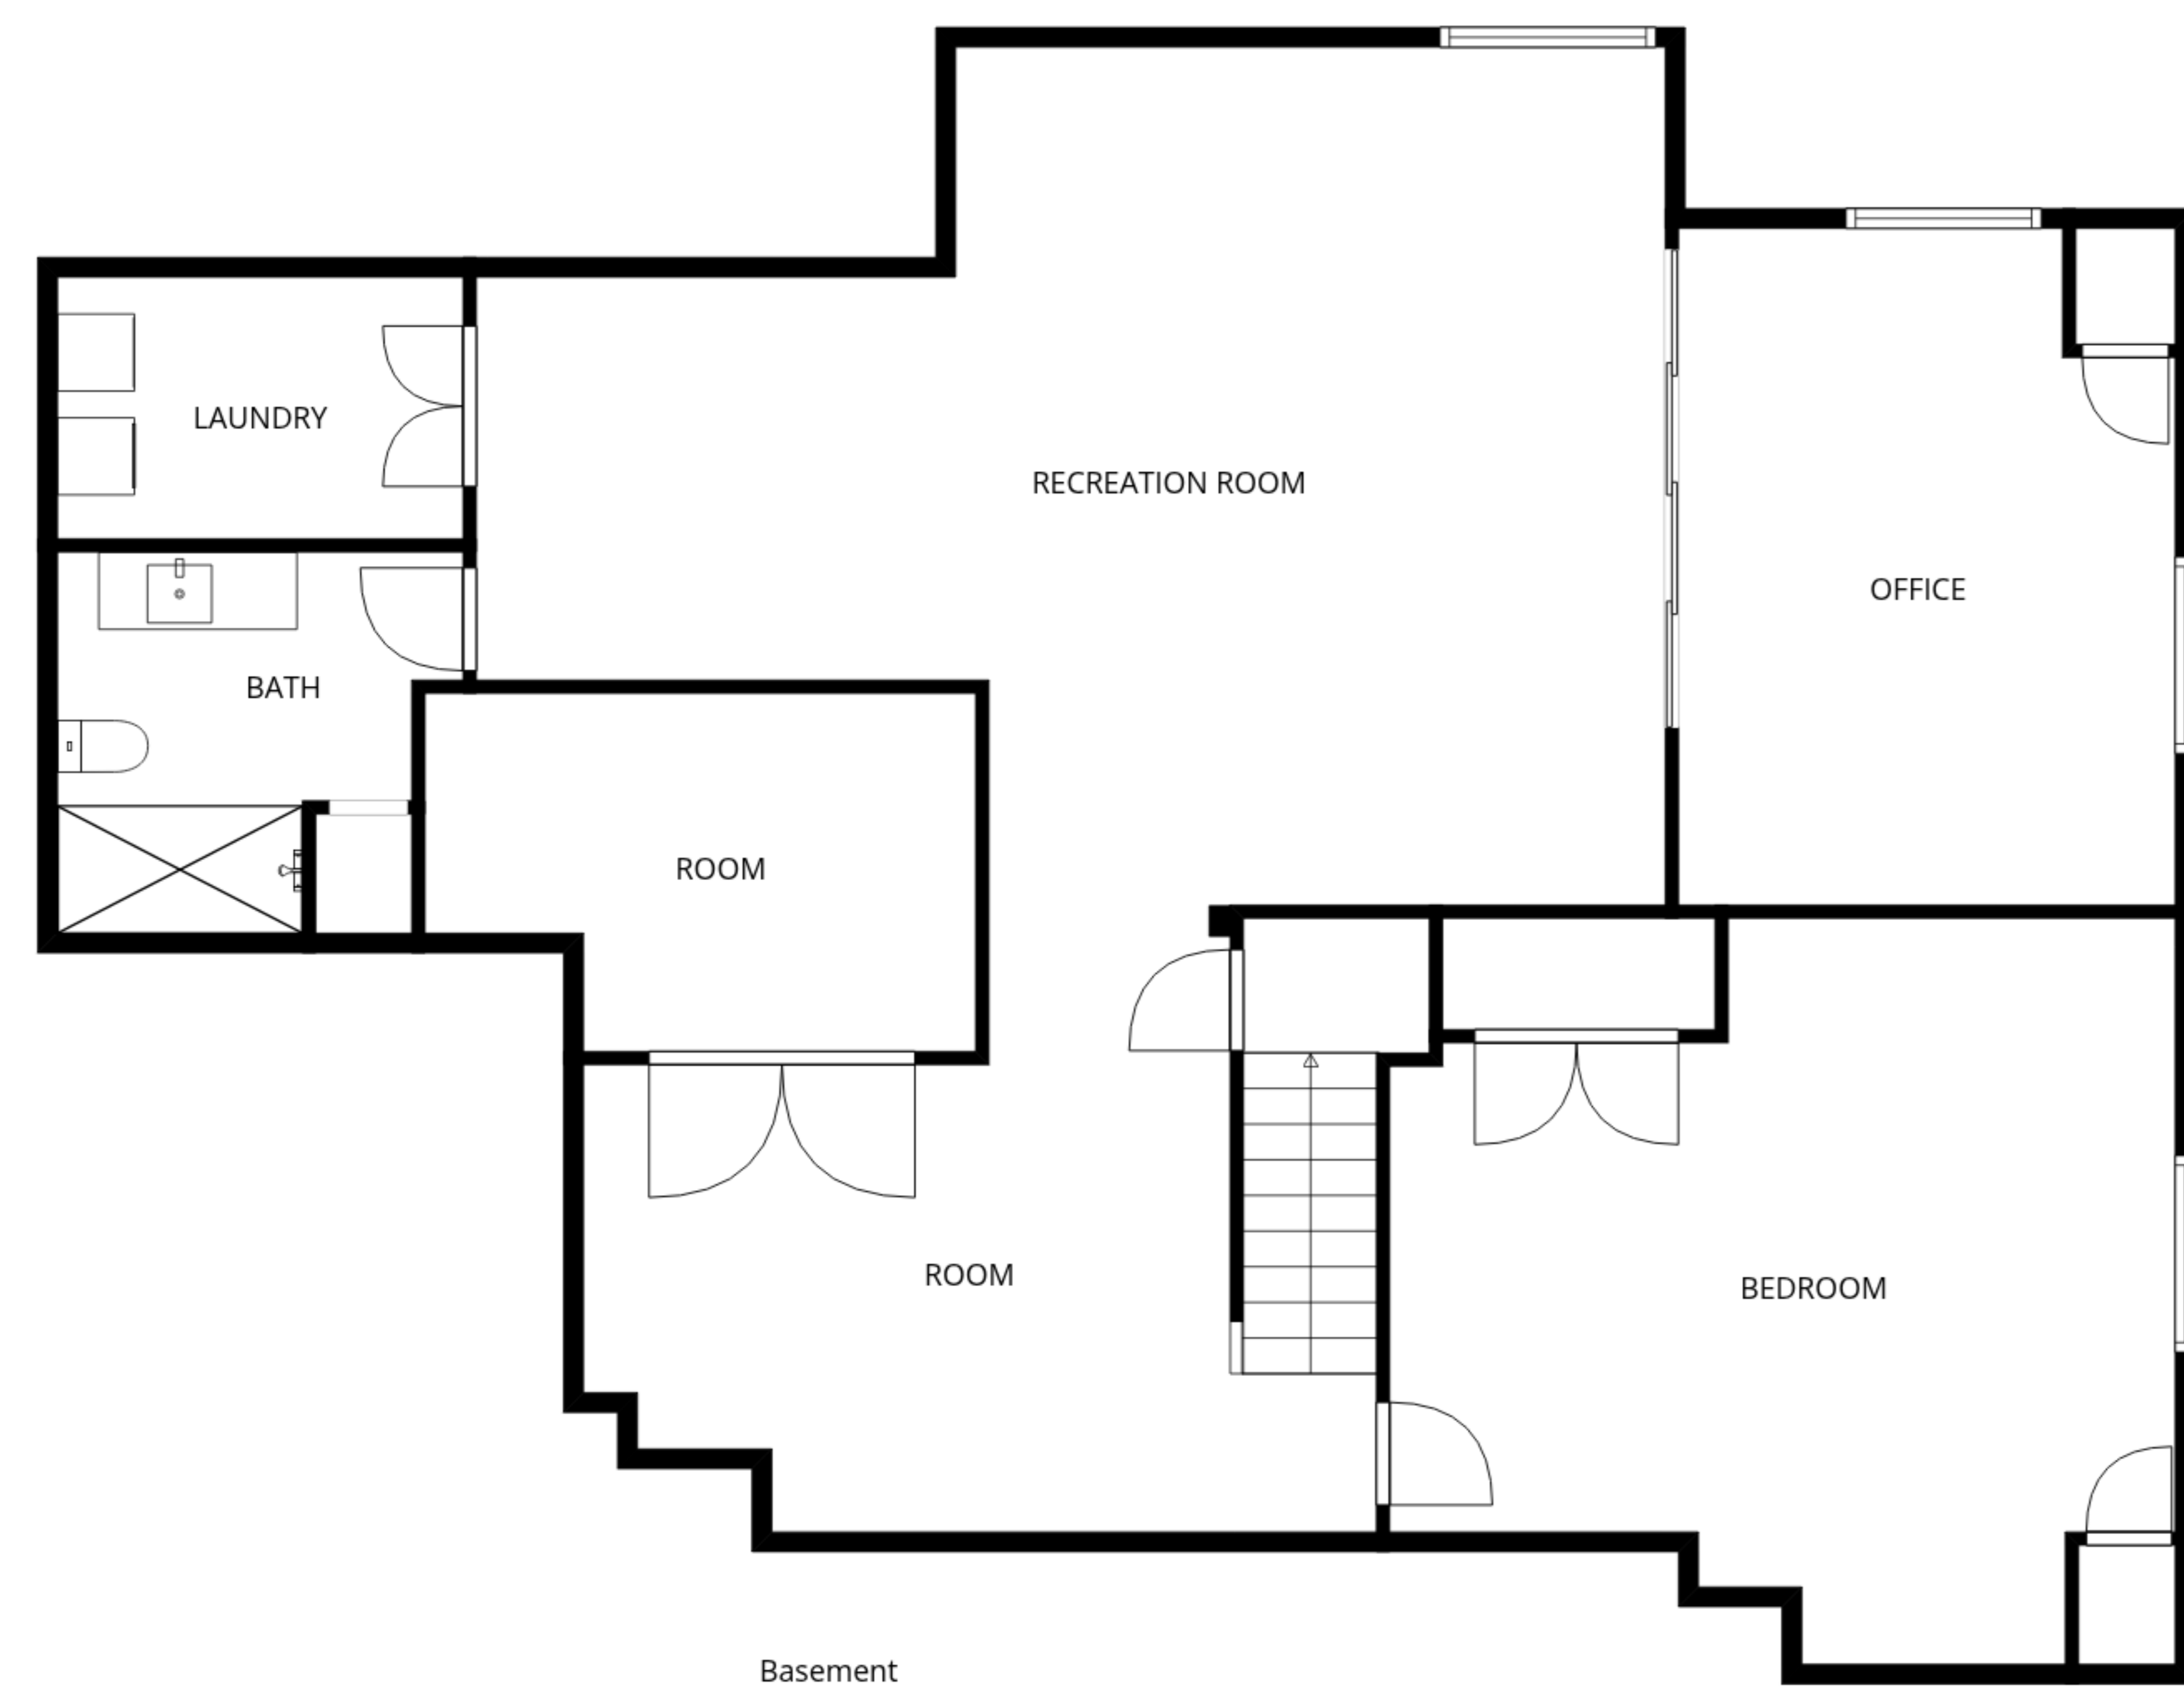 LAUNDRY
RECREATION ROOM
OFFICE
BATH
ROOM
ROOM
BEDROOM
Basement